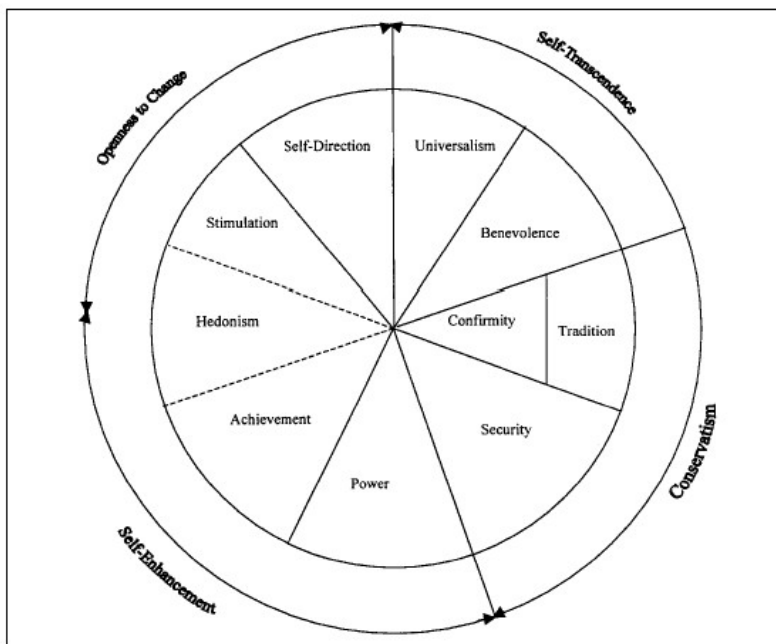 Openness to Change
Self-Transcendence
Self-Direction
Universalism
Stimulation
Benevolence
Hedonism
Confirmity
Tradition
Achievement
Security
Power
Conservatism
Self-Enhancement